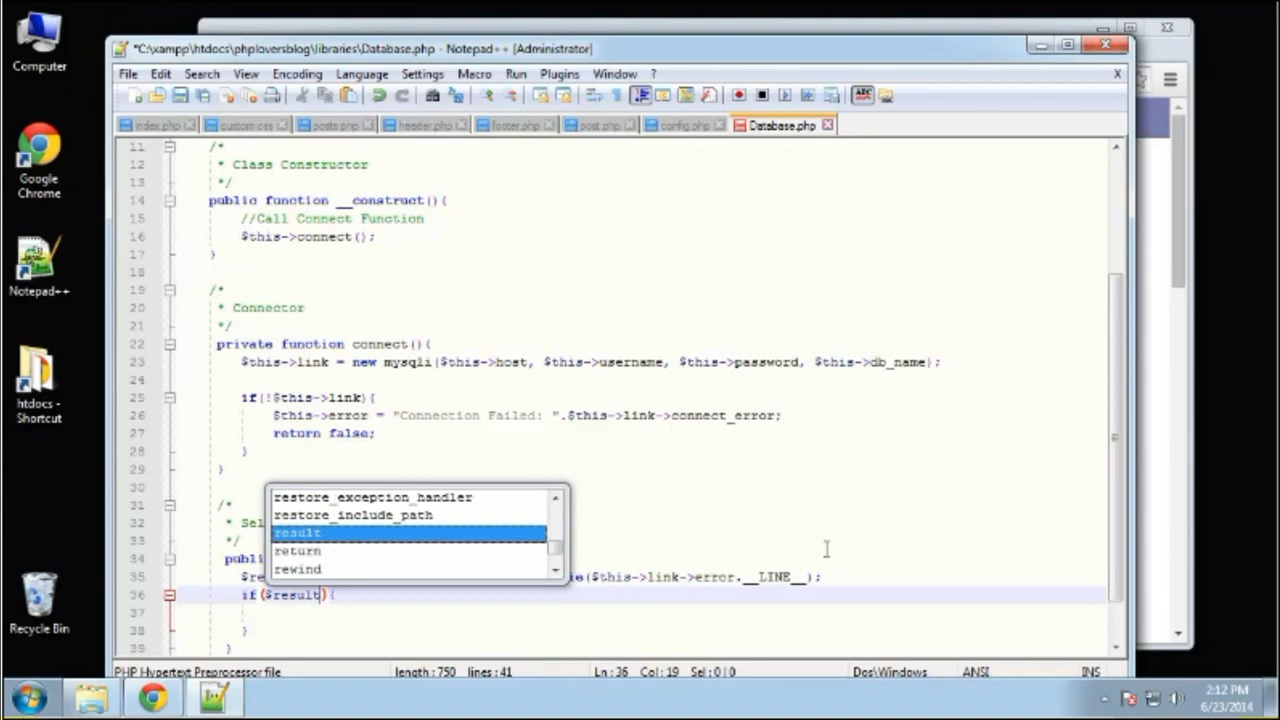 Computer
Google
Chrome
Notepad++
htdocs -
Shortcut
Recycle Bin
*C:\xampp\htdocs\phploversblog\libraries\Database.php - Notepad++ [Administrator]
File Edit Search View Encoding Language Settings Macro Run Plugins Window ? X
ABC
index.php custom.css posts.php header.php footer.php post.php config.php Database.php
11 /*
12 * Class Constructor
13 */
14 public function __construct(){
15 //Call Connect Function
16 $this->connect();
17 }
18
19 /*
20 * Connector
21 */
22 private function connect(){
23 $this->link = new mysqli($this->host, $this->username, $this->password, $this->db_name);
24
25 if(!$this->link){
26 $this->error = "Connection Failed: ".$this->link->connect_error;
27 return false;
28 }
29 }
30
31 /*
32 * Sel
33 */
34 publi
35 $re ie($this->link->error.__LINE__);
36 if($result){
37
38 }
39 }
restore_exception_handler
restore_include_path
result
return
rewind
PHP Hypertext Preprocessor file length : 750 lines : 41 Ln : 36 Col : 19 Sel : 0 | 0 Dos\Windows ANSI INS
2:12 PM
6/23/2014